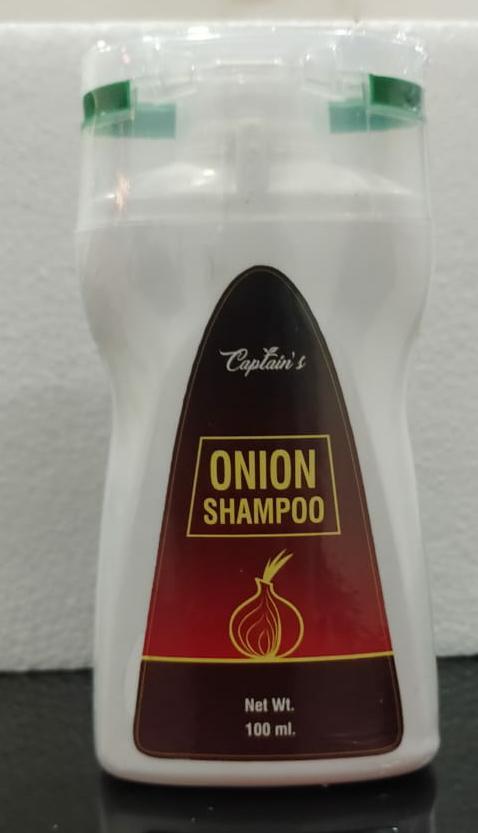 Captain's
ONION
SHAMPOO
Net Wt.
100 ml.